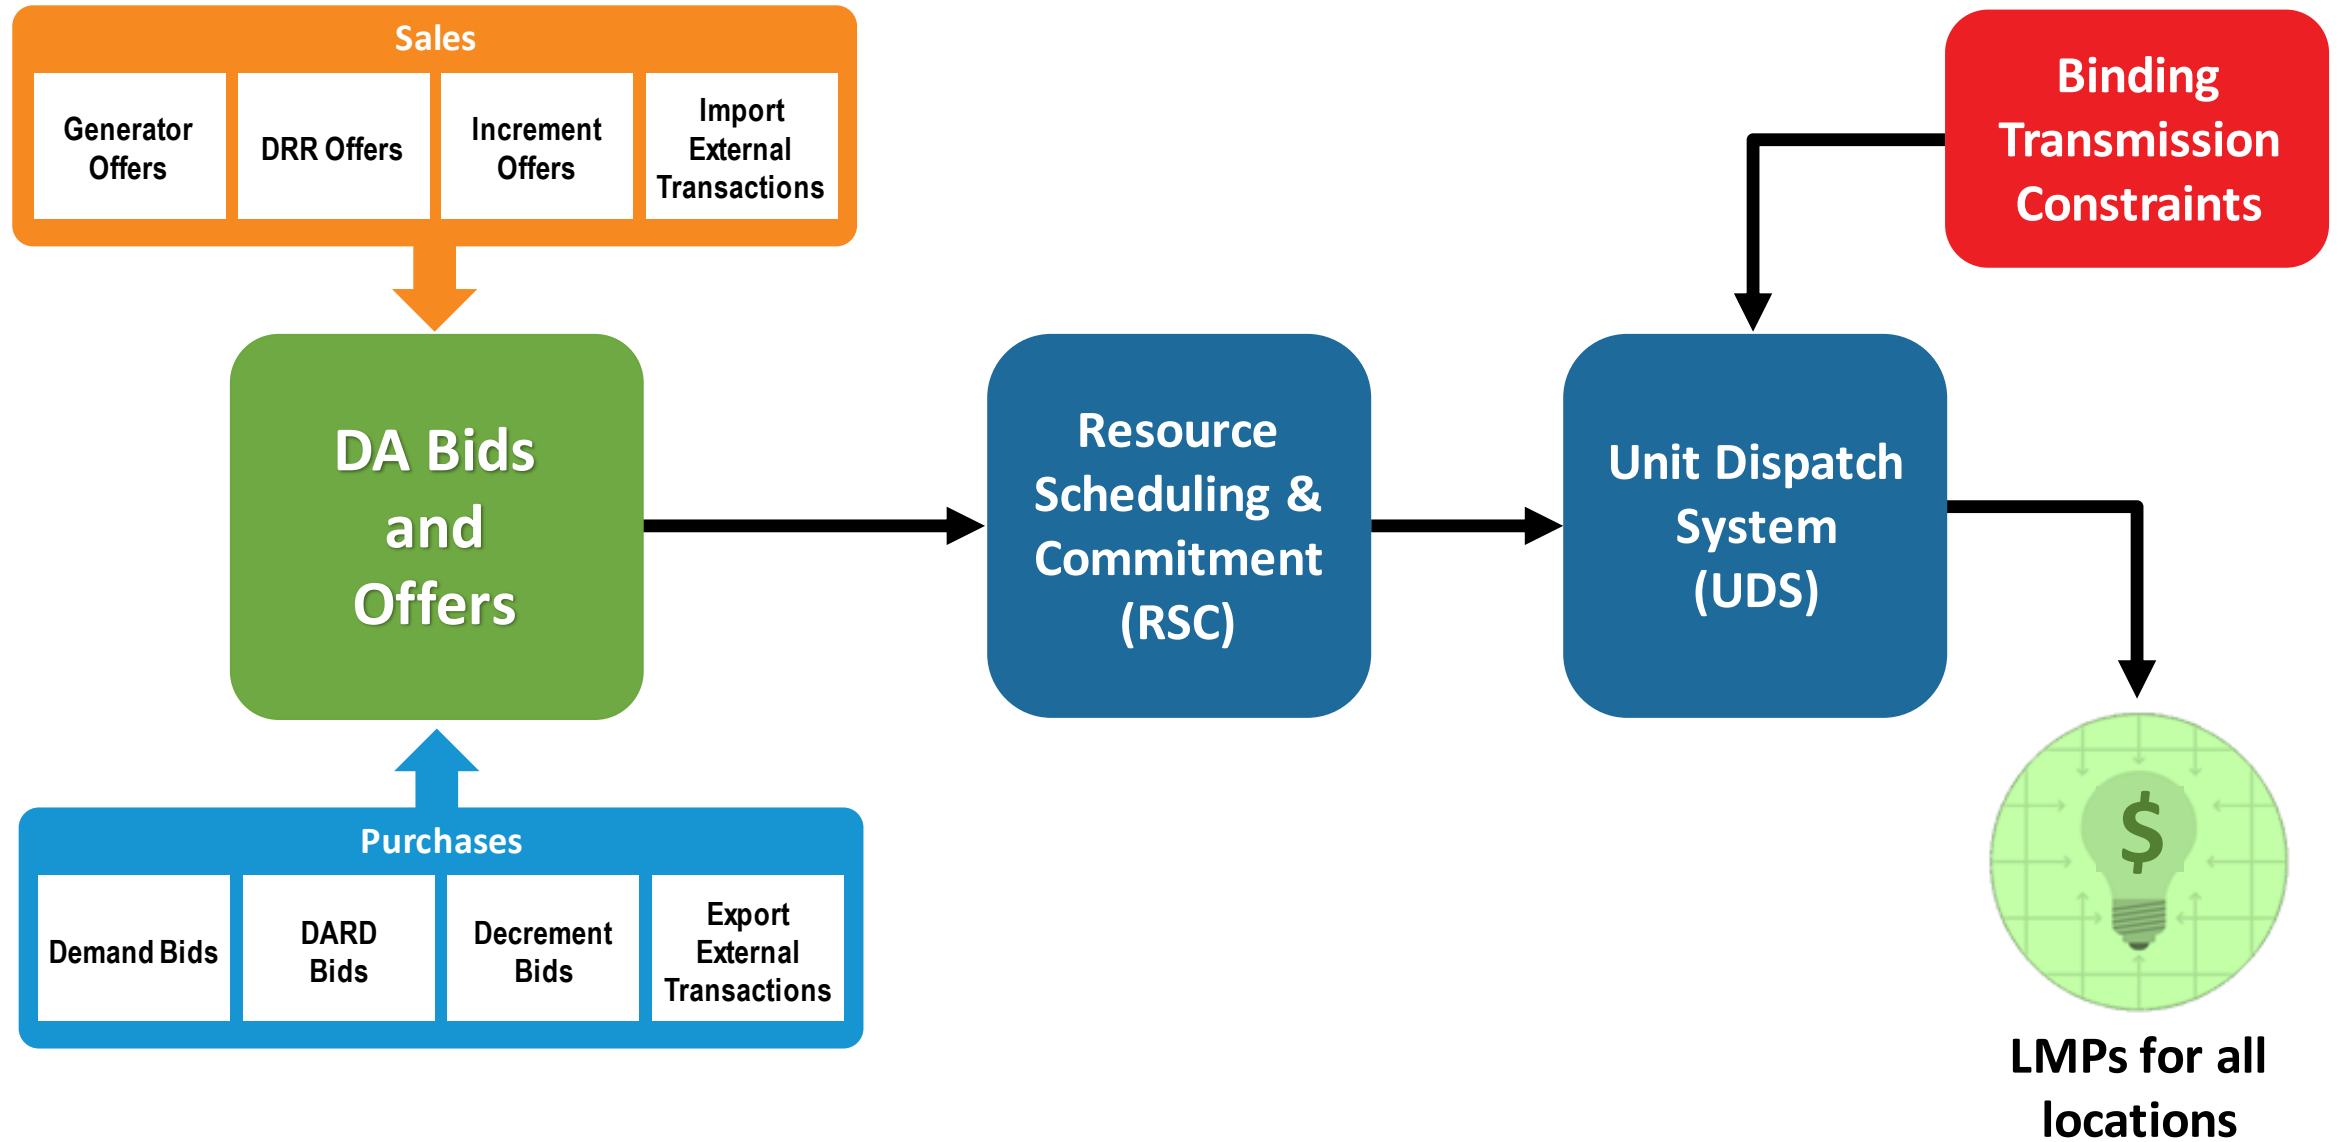 Sales
Generator
Offers
DRR Offers
Increment
Offers
Import
External
Transactions
Binding
Transmission
Constraints
DA Bids
and
Offers
Resource
Scheduling &
Commitment
(RSC)
Unit Dispatch
System
(UDS)
Purchases
Demand Bids
DARD
Bids
Decrement
Bids
Export
External
Transactions
$
LMPs for all
locations